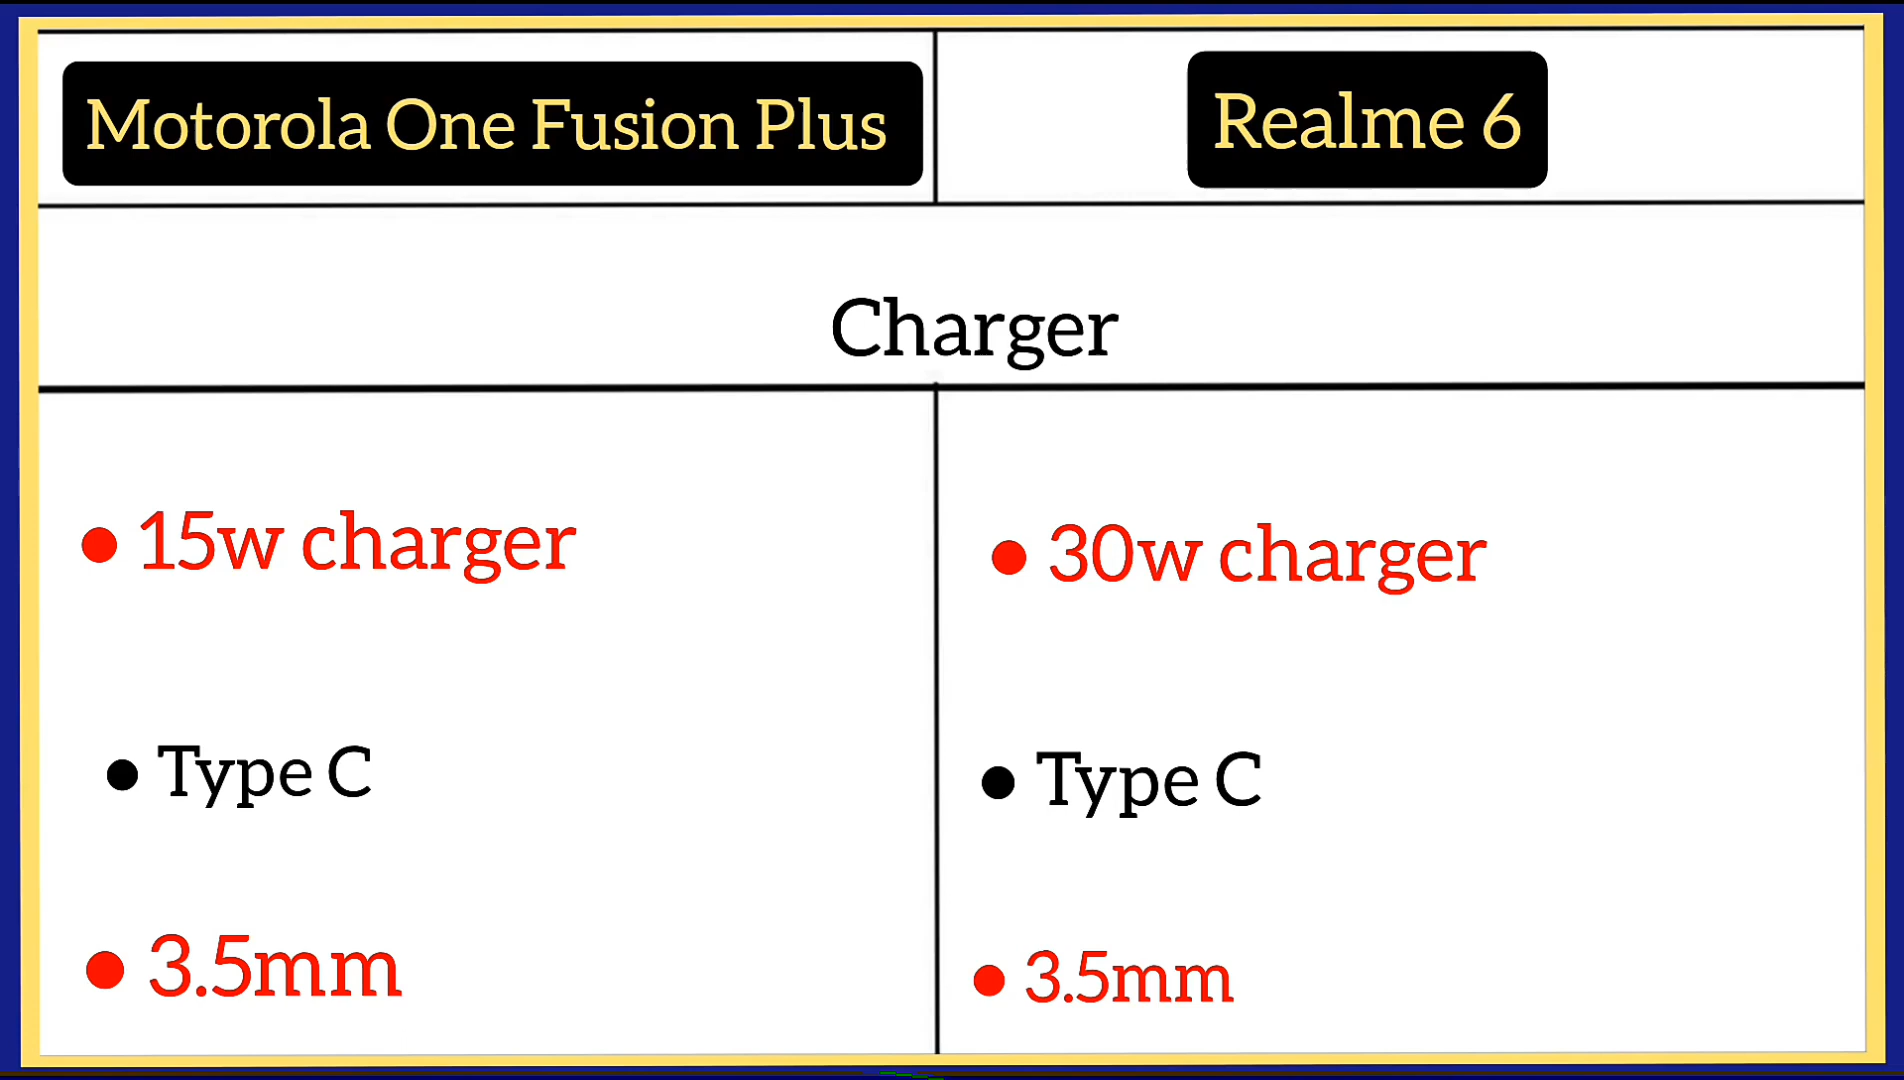 Motorola One Fusion Plus
Realme 6
Charger
• 15w charger
• 30w charger
• Type C
• Type C
• 3.5mm
• 3.5mm